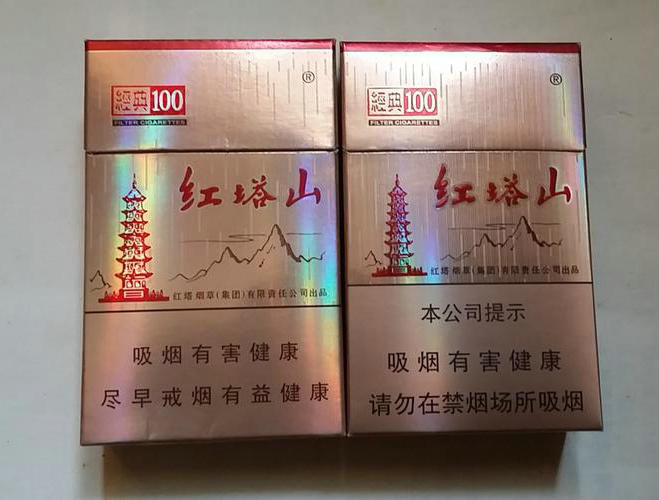 經典100
FILTER CIGARETTES
®
红塔山
红塔烟草(集团)有限责任公司出品
吸烟有害健康
尽早戒烟有益健康
經典100
FILTER CIGARETTES
®
红塔山
红塔烟草(集团)有限责任公司出品
本公司提示
吸烟有害健康
请勿在禁烟场所吸烟